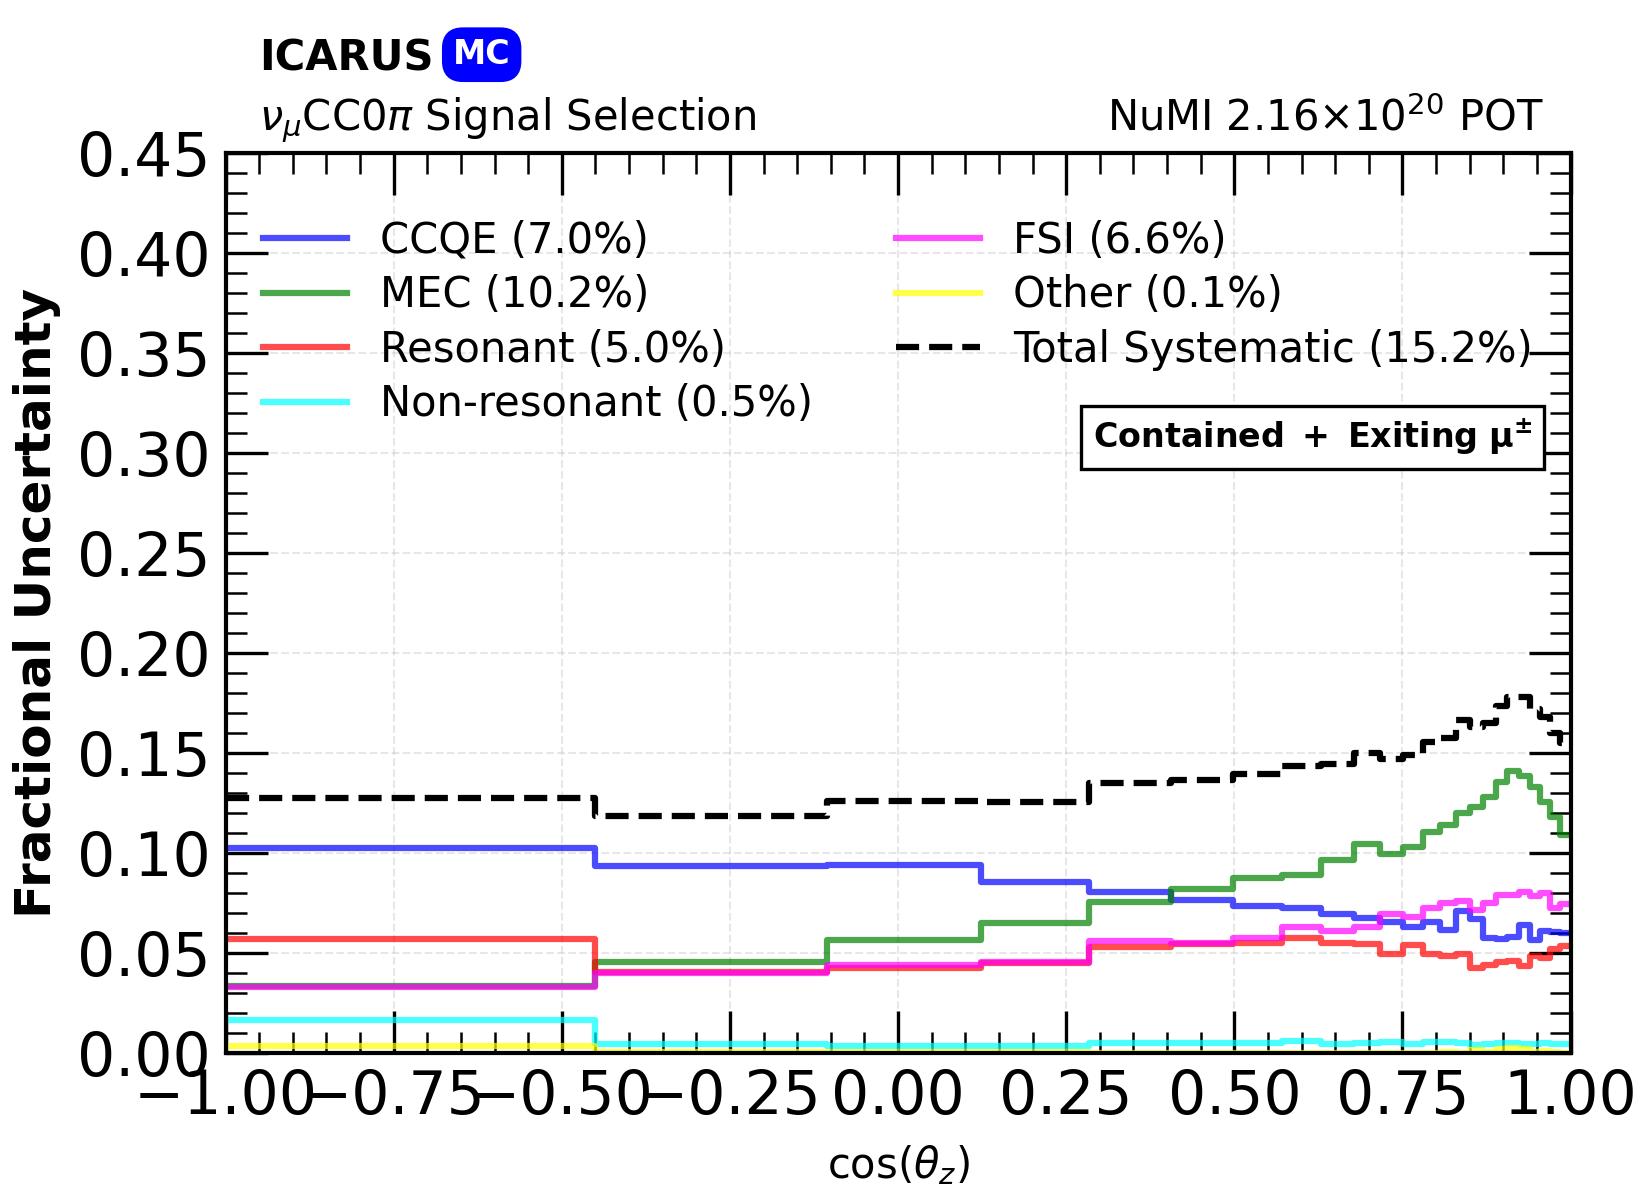 ICARUS MC
νμCC0π Signal Selection
NuMI 2.16×10²⁰ POT
Fractional Uncertainty
0.45
0.40
0.35
0.30
0.25
0.20
0.15
0.10
0.05
0.00
CCQE (7.0%)
MEC (10.2%)
Resonant (5.0%)
Non-resonant (0.5%)
FSI (6.6%)
Other (0.1%)
Total Systematic (15.2%)
Contained + Exiting μ±
−1.00 −0.75 −0.50 −0.25 0.00 0.25 0.50 0.75 1.00
cos(θz)